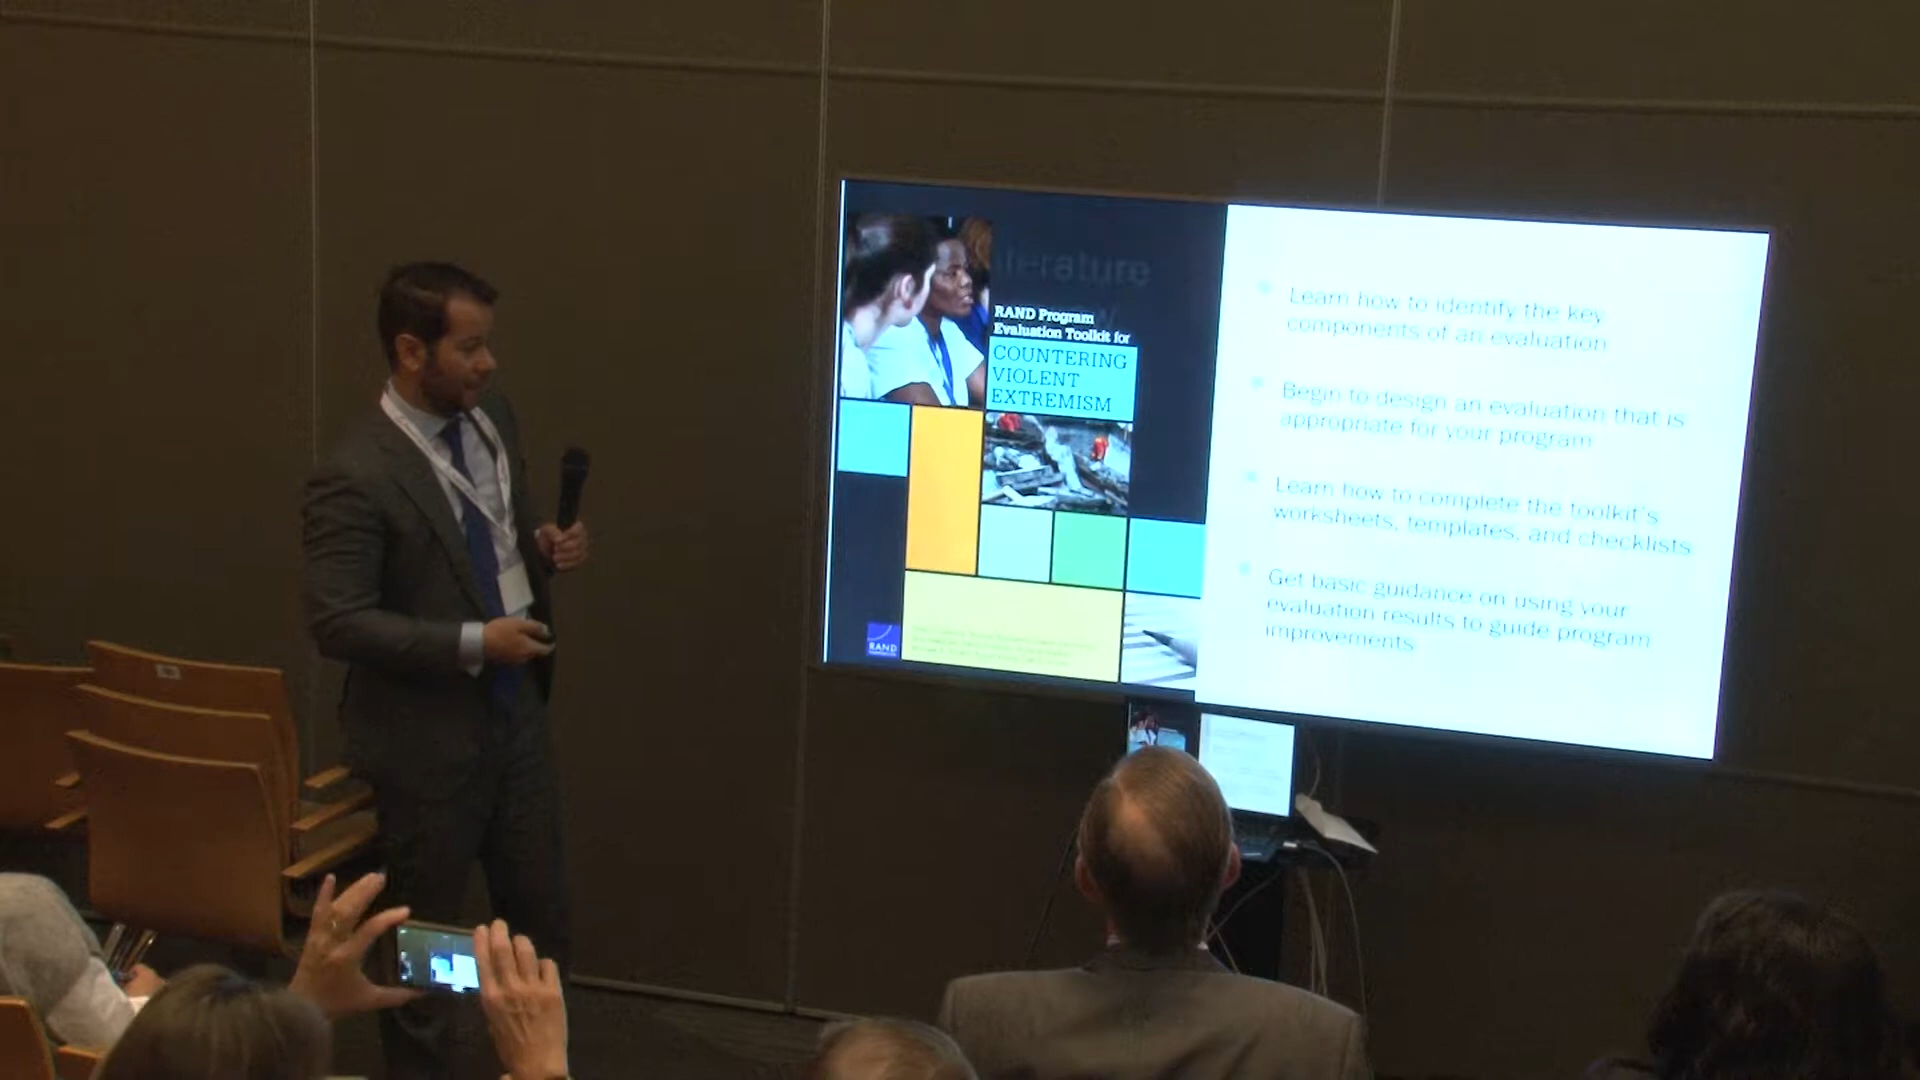 literature
RAND Program
Evaluation Toolkit for
COUNTERING
VIOLENT
EXTREMISM
RAND
Learn how to identify the key
components of an evaluation
Begin to design an evaluation that is
appropriate for your program
Learn how to complete the toolkit's
worksheets, templates, and checklists
Get basic guidance on using your
evaluation results to guide program
improvements